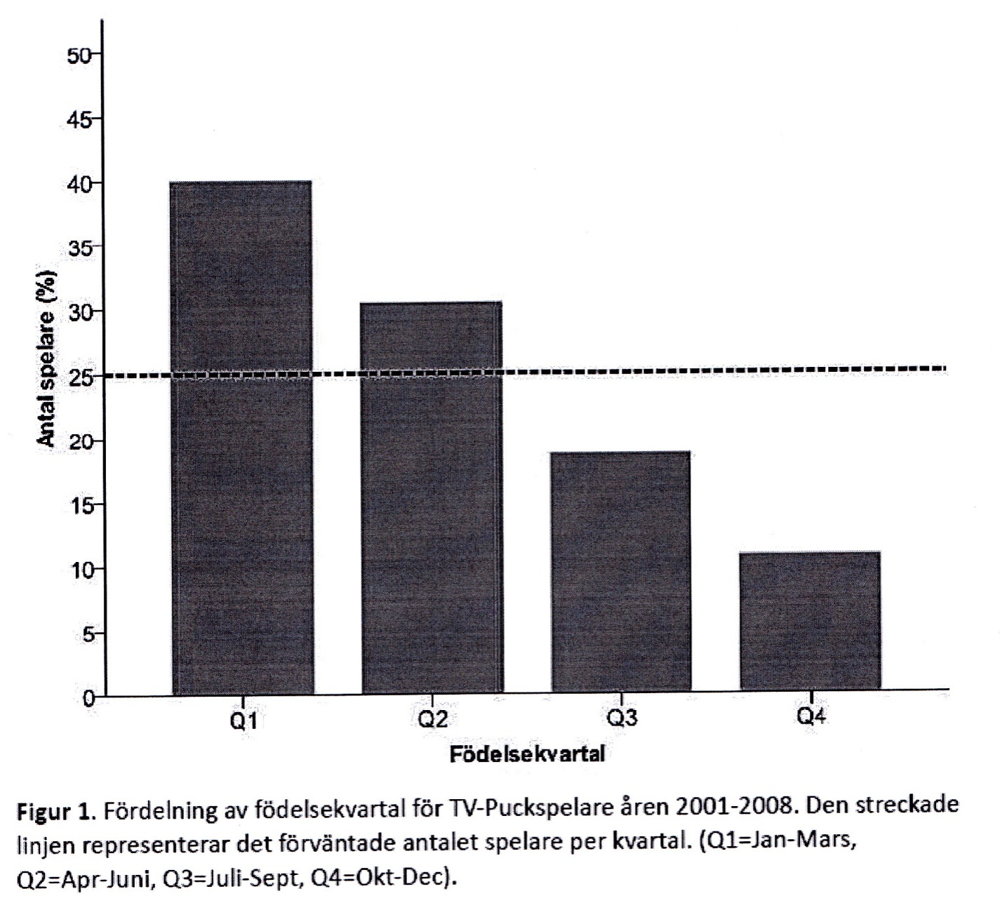 50
45
40
35
30
25
20
15
10
5
0
Antal spelare (%)
Q1
Q2
Q3
Q4
Födelsekvartal
Figur 1. Fördelning av födelsekvartal för TV-Puckspelare åren 2001-2008. Den streckade
linjen representerar det förväntade antalet spelare per kvartal. (Q1=Jan-Mars,
Q2=Apr-Juni, Q3=Juli-Sept, Q4=Okt-Dec).